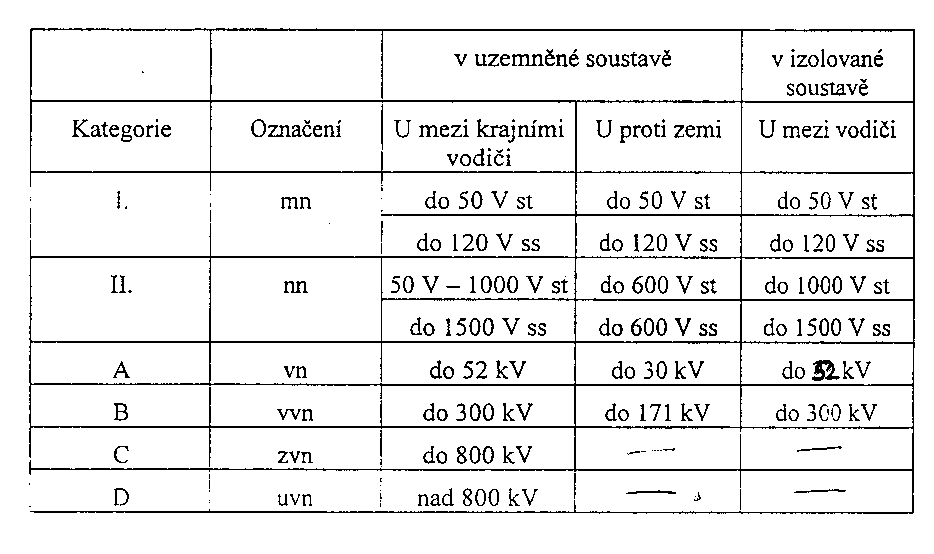 v uzemněné soustavě v izolované
soustavě
Kategorie Označení U mezi krajními U proti zemi U mezi vodiči
vodiči
I. mn do 50 V st do 50 V st do 50 V st
do 120 V ss do 120 V ss do 120 V ss
II. nn 50 V – 1000 V st do 600 V st do 1000 V st
do 1500 V ss do 600 V ss do 1500 V ss
A vn do 52 kV do 30 kV do 52 kV
B vvn do 300 kV do 171 kV do 300 kV
C zvn do 800 kV — —
D uvn nad 800 kV — —